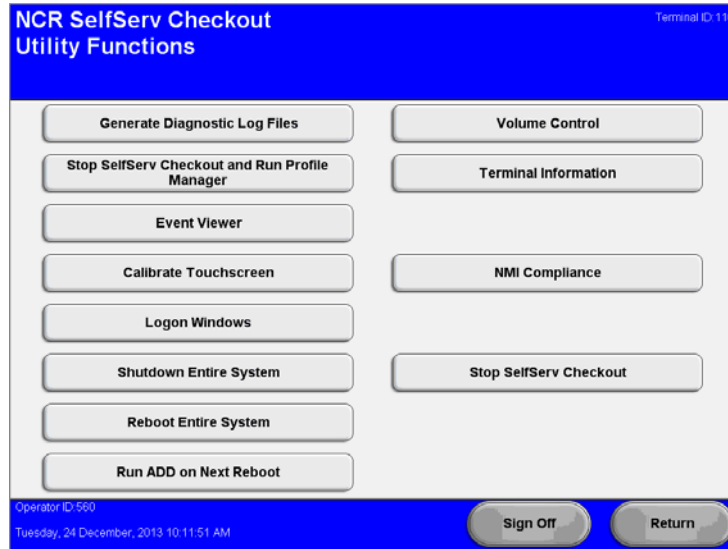 NCR SelfServ Checkout
Utility Functions
Terminal ID:11
Generate Diagnostic Log Files
Volume Control
Stop SelfServ Checkout and Run Profile
Manager
Terminal Information
Event Viewer
Calibrate Touchscreen
NMI Compliance
Logon Windows
Shutdown Entire System
Stop SelfServ Checkout
Reboot Entire System
Run ADD on Next Reboot
Operator ID:560
Tuesday, 24 December, 2013 10:11:51 AM
Sign Off
Return